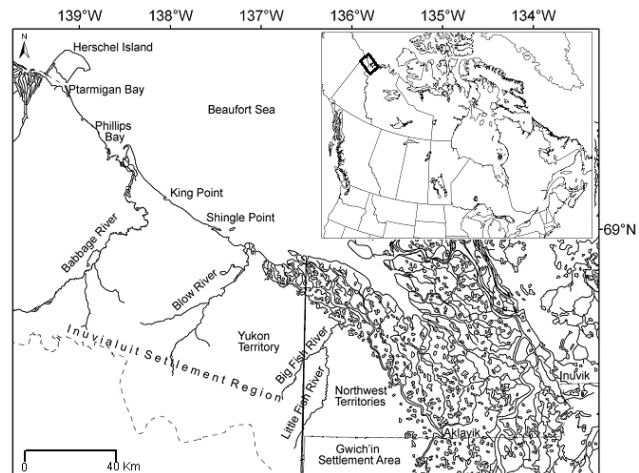 139°W 138°W 137°W 136°W 135°W 134°W
N
Herschel Island
Ptarmigan Bay
Beaufort Sea
Phillips
Bay
King Point
Shingle Point
69°N
Babbage River
Blow River
Yukon
Territory
Inuvialuit Settlement Region
Big Fish River
Little Fish River
Northwest
Territories
Inuvik
Aklavik
Gwich'in
Settlement Area
0 40 Km